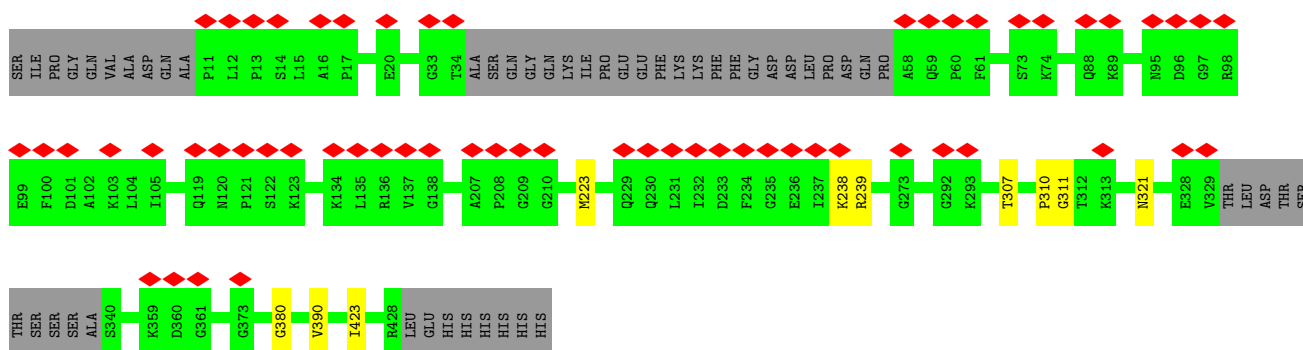 SER ILE PRO GLY GLN VAL ALA ASP GLN ALA P11 L12 P13 S14 L15 A16 P17 E20 G33 T34 ALA SER GLN GLY GLN LYS ILE PRO GLU GLU PHE LYS LYS PHE PHE GLY ASP ASP LEU PRO ASP GLN PRO A58 Q59 P60 F61 S73 K74 Q88 K89 N95 D96 G97 R98
E99 F100 D101 A102 K103 L104 I105 Q119 N120 P121 S122 K123 K134 L135 R136 V137 G138 A207 P208 G209 G210 M223 Q229 Q230 L231 I232 D233 F234 G235 E236 I237 K238 R239 G273 G292 K293 T307 P310 G311 T312 K313 N321 E328 V329 THR LEU ASP THR SER
THR SER SER SER ALA S340 K359 D360 G361 G373 G380 V390 I423 R428 LEU GLU HIS HIS HIS HIS HIS HIS